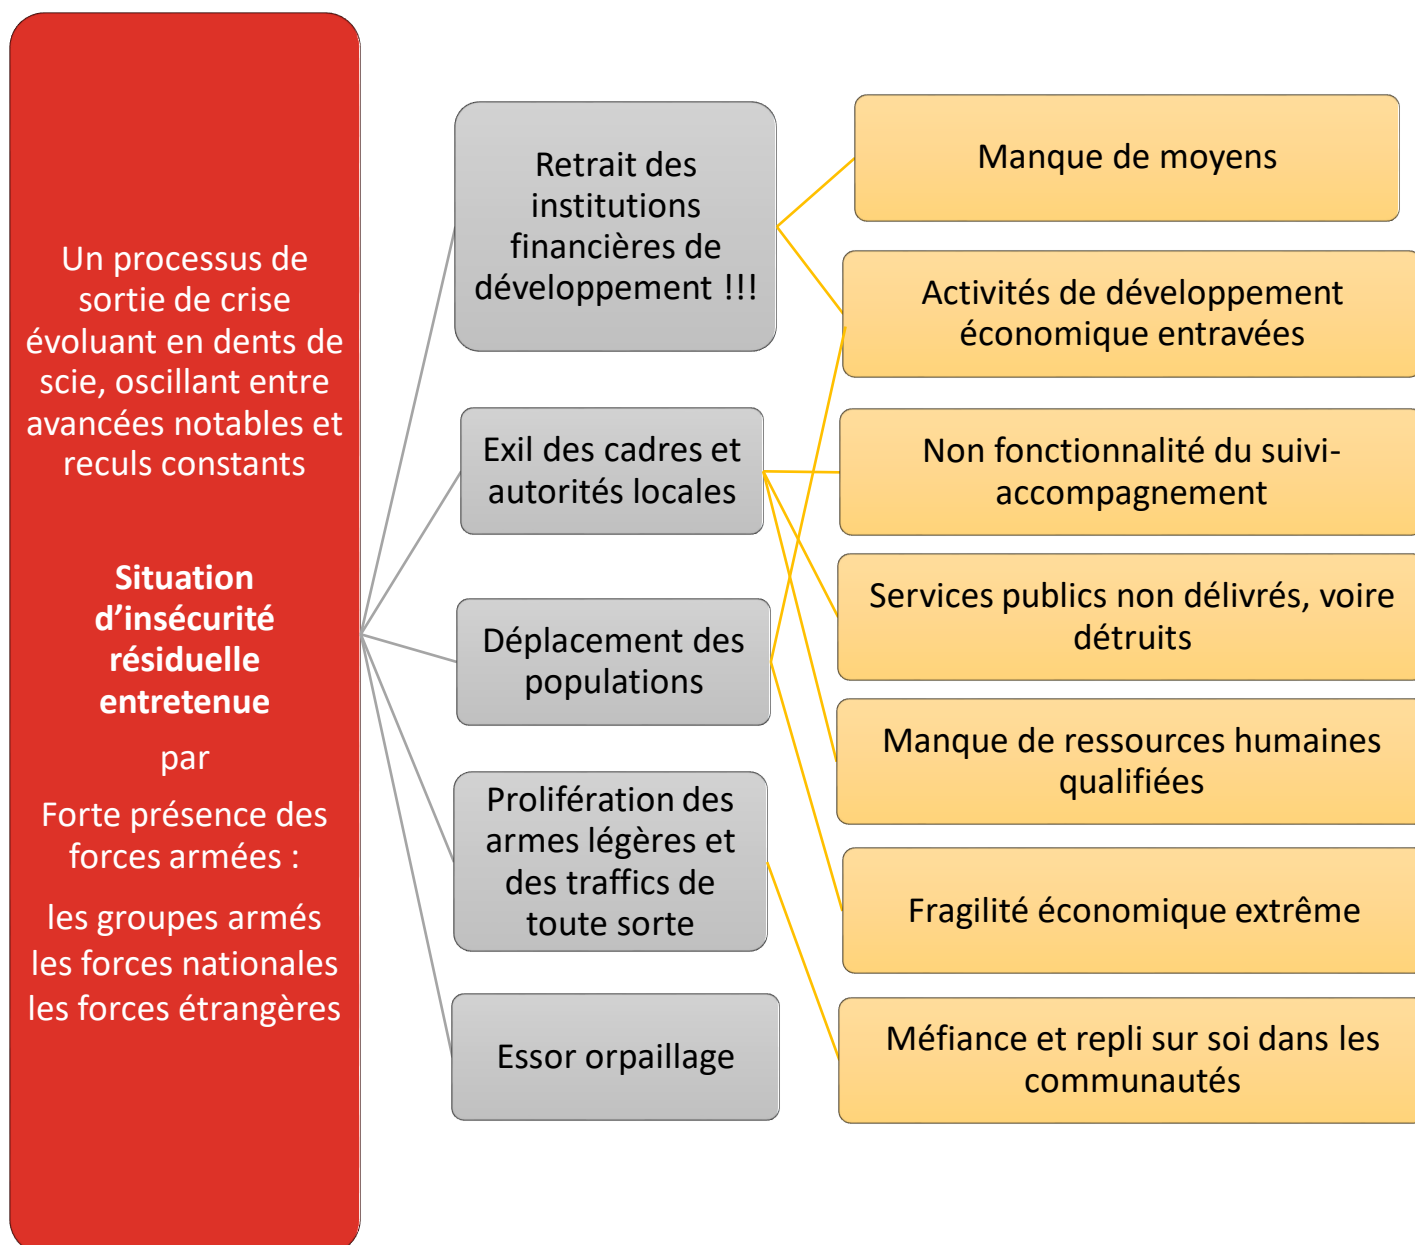 Un processus de
sortie de crise
évoluant en dents de
scie, oscillant entre
avancées notables et
reculs constants
Situation
d’insécurité
résiduelle
entretenue
par
Forte présence des
forces armées :
les groupes armés
les forces nationales
les forces étrangères
Retrait des
institutions
financières de
développement !!!
Exil des cadres et
autorités locales
Déplacement des
populations
Prolifération des
armes légères et
des traffics de
toute sorte
Essor orpaillage
Manque de moyens
Activités de développement
économique entravées
Non fonctionnalité du suivi-
accompagnement
Services publics non délivrés, voire
détruits
Manque de ressources humaines
qualifiées
Fragilité économique extrême
Méfiance et repli sur soi dans les
communautés